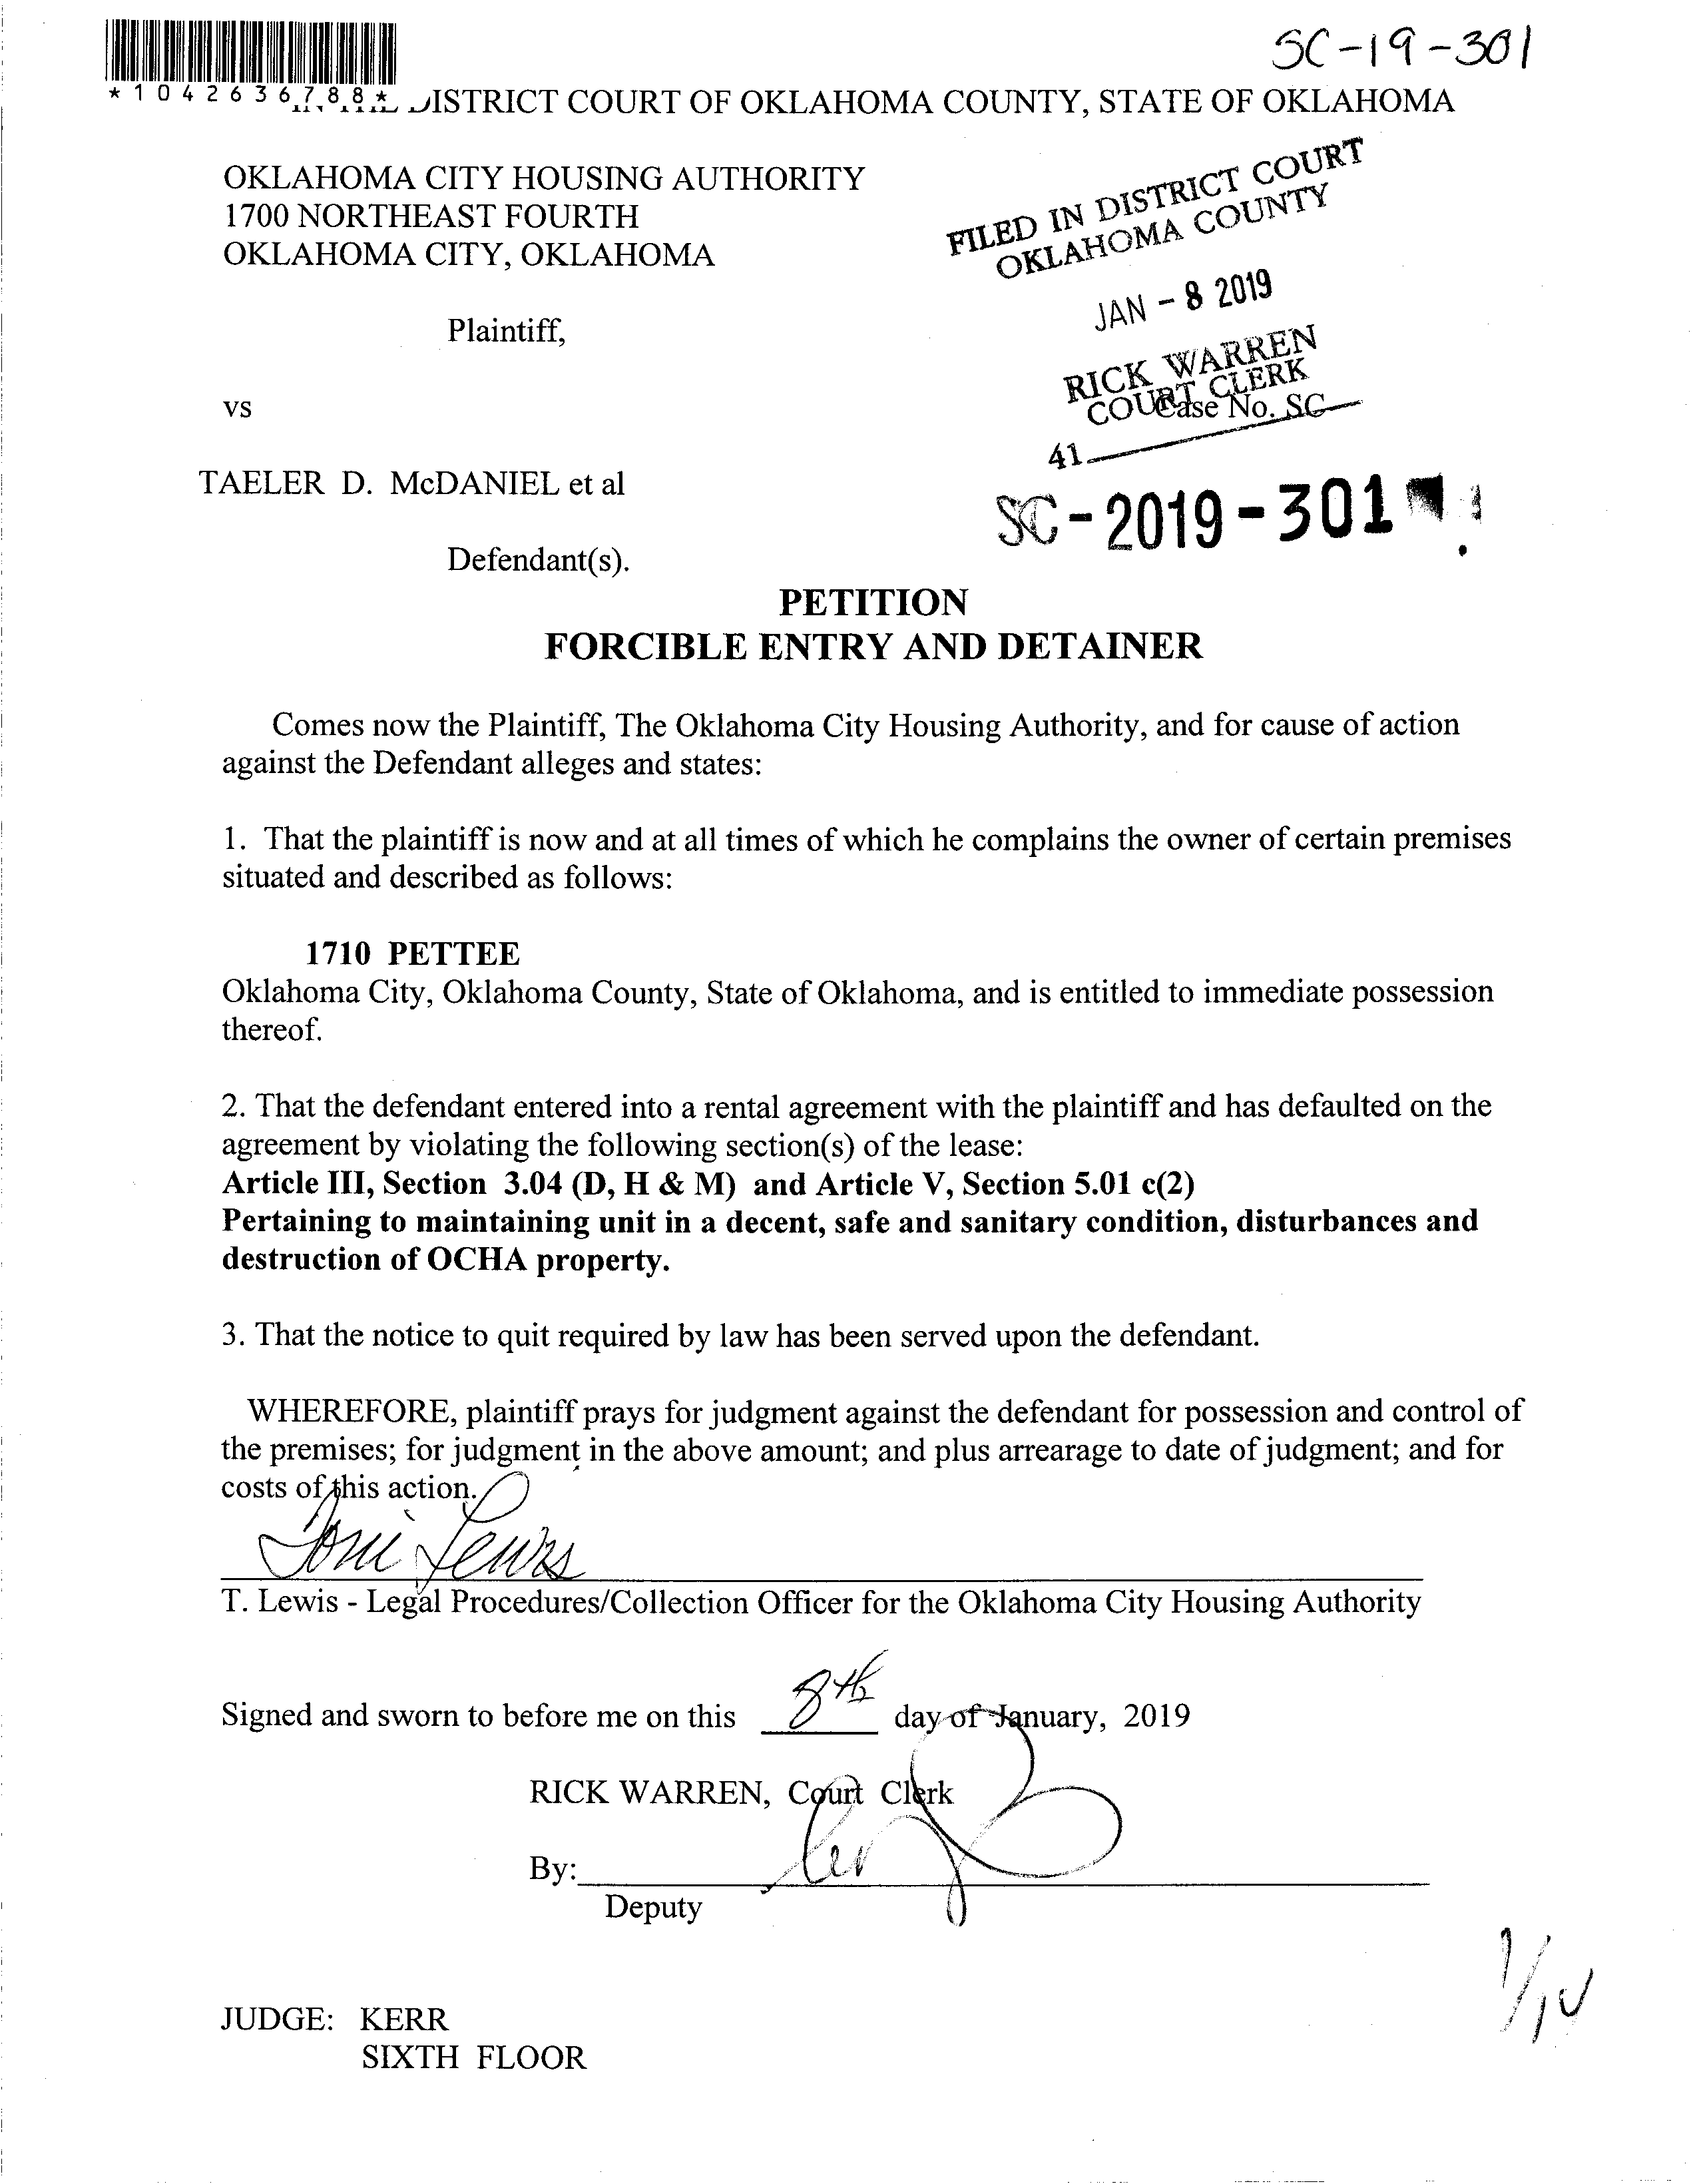 SC-19-301
*1042636788*
DISTRICT COURT OF OKLAHOMA COUNTY, STATE OF OKLAHOMA
OKLAHOMA CITY HOUSING AUTHORITY
1700 NORTHEAST FOURTH
OKLAHOMA CITY, OKLAHOMA
FILED IN DISTRICT COURT
OKLAHOMA COUNTY
JAN - 8 2019
RICK WARREN
COURT CLERK
41
Plaintiff,
vs
Case No. SC
TAELER D. McDANIEL et al
SC-2019-301
Defendant(s).
PETITION
FORCIBLE ENTRY AND DETAINER
Comes now the Plaintiff, The Oklahoma City Housing Authority, and for cause of action
against the Defendant alleges and states:
1. That the plaintiff is now and at all times of which he complains the owner of certain premises
situated and described as follows:
1710 PETTEE
Oklahoma City, Oklahoma County, State of Oklahoma, and is entitled to immediate possession
thereof.
2. That the defendant entered into a rental agreement with the plaintiff and has defaulted on the
agreement by violating the following section(s) of the lease:
Article III, Section 3.04 (D, H & M) and Article V, Section 5.01 c(2)
Pertaining to maintaining unit in a decent, safe and sanitary condition, disturbances and
destruction of OCHA property.
3. That the notice to quit required by law has been served upon the defendant.
WHEREFORE, plaintiff prays for judgment against the defendant for possession and control of
the premises; for judgment in the above amount; and plus arrearage to date of judgment; and for
costs of this action.
Toni Lewis
T. Lewis - Legal Procedures/Collection Officer for the Oklahoma City Housing Authority
Signed and sworn to before me on this 8th day of January, 2019
RICK WARREN, Court Clerk
By:
Deputy
JUDGE: KERR
SIXTH FLOOR